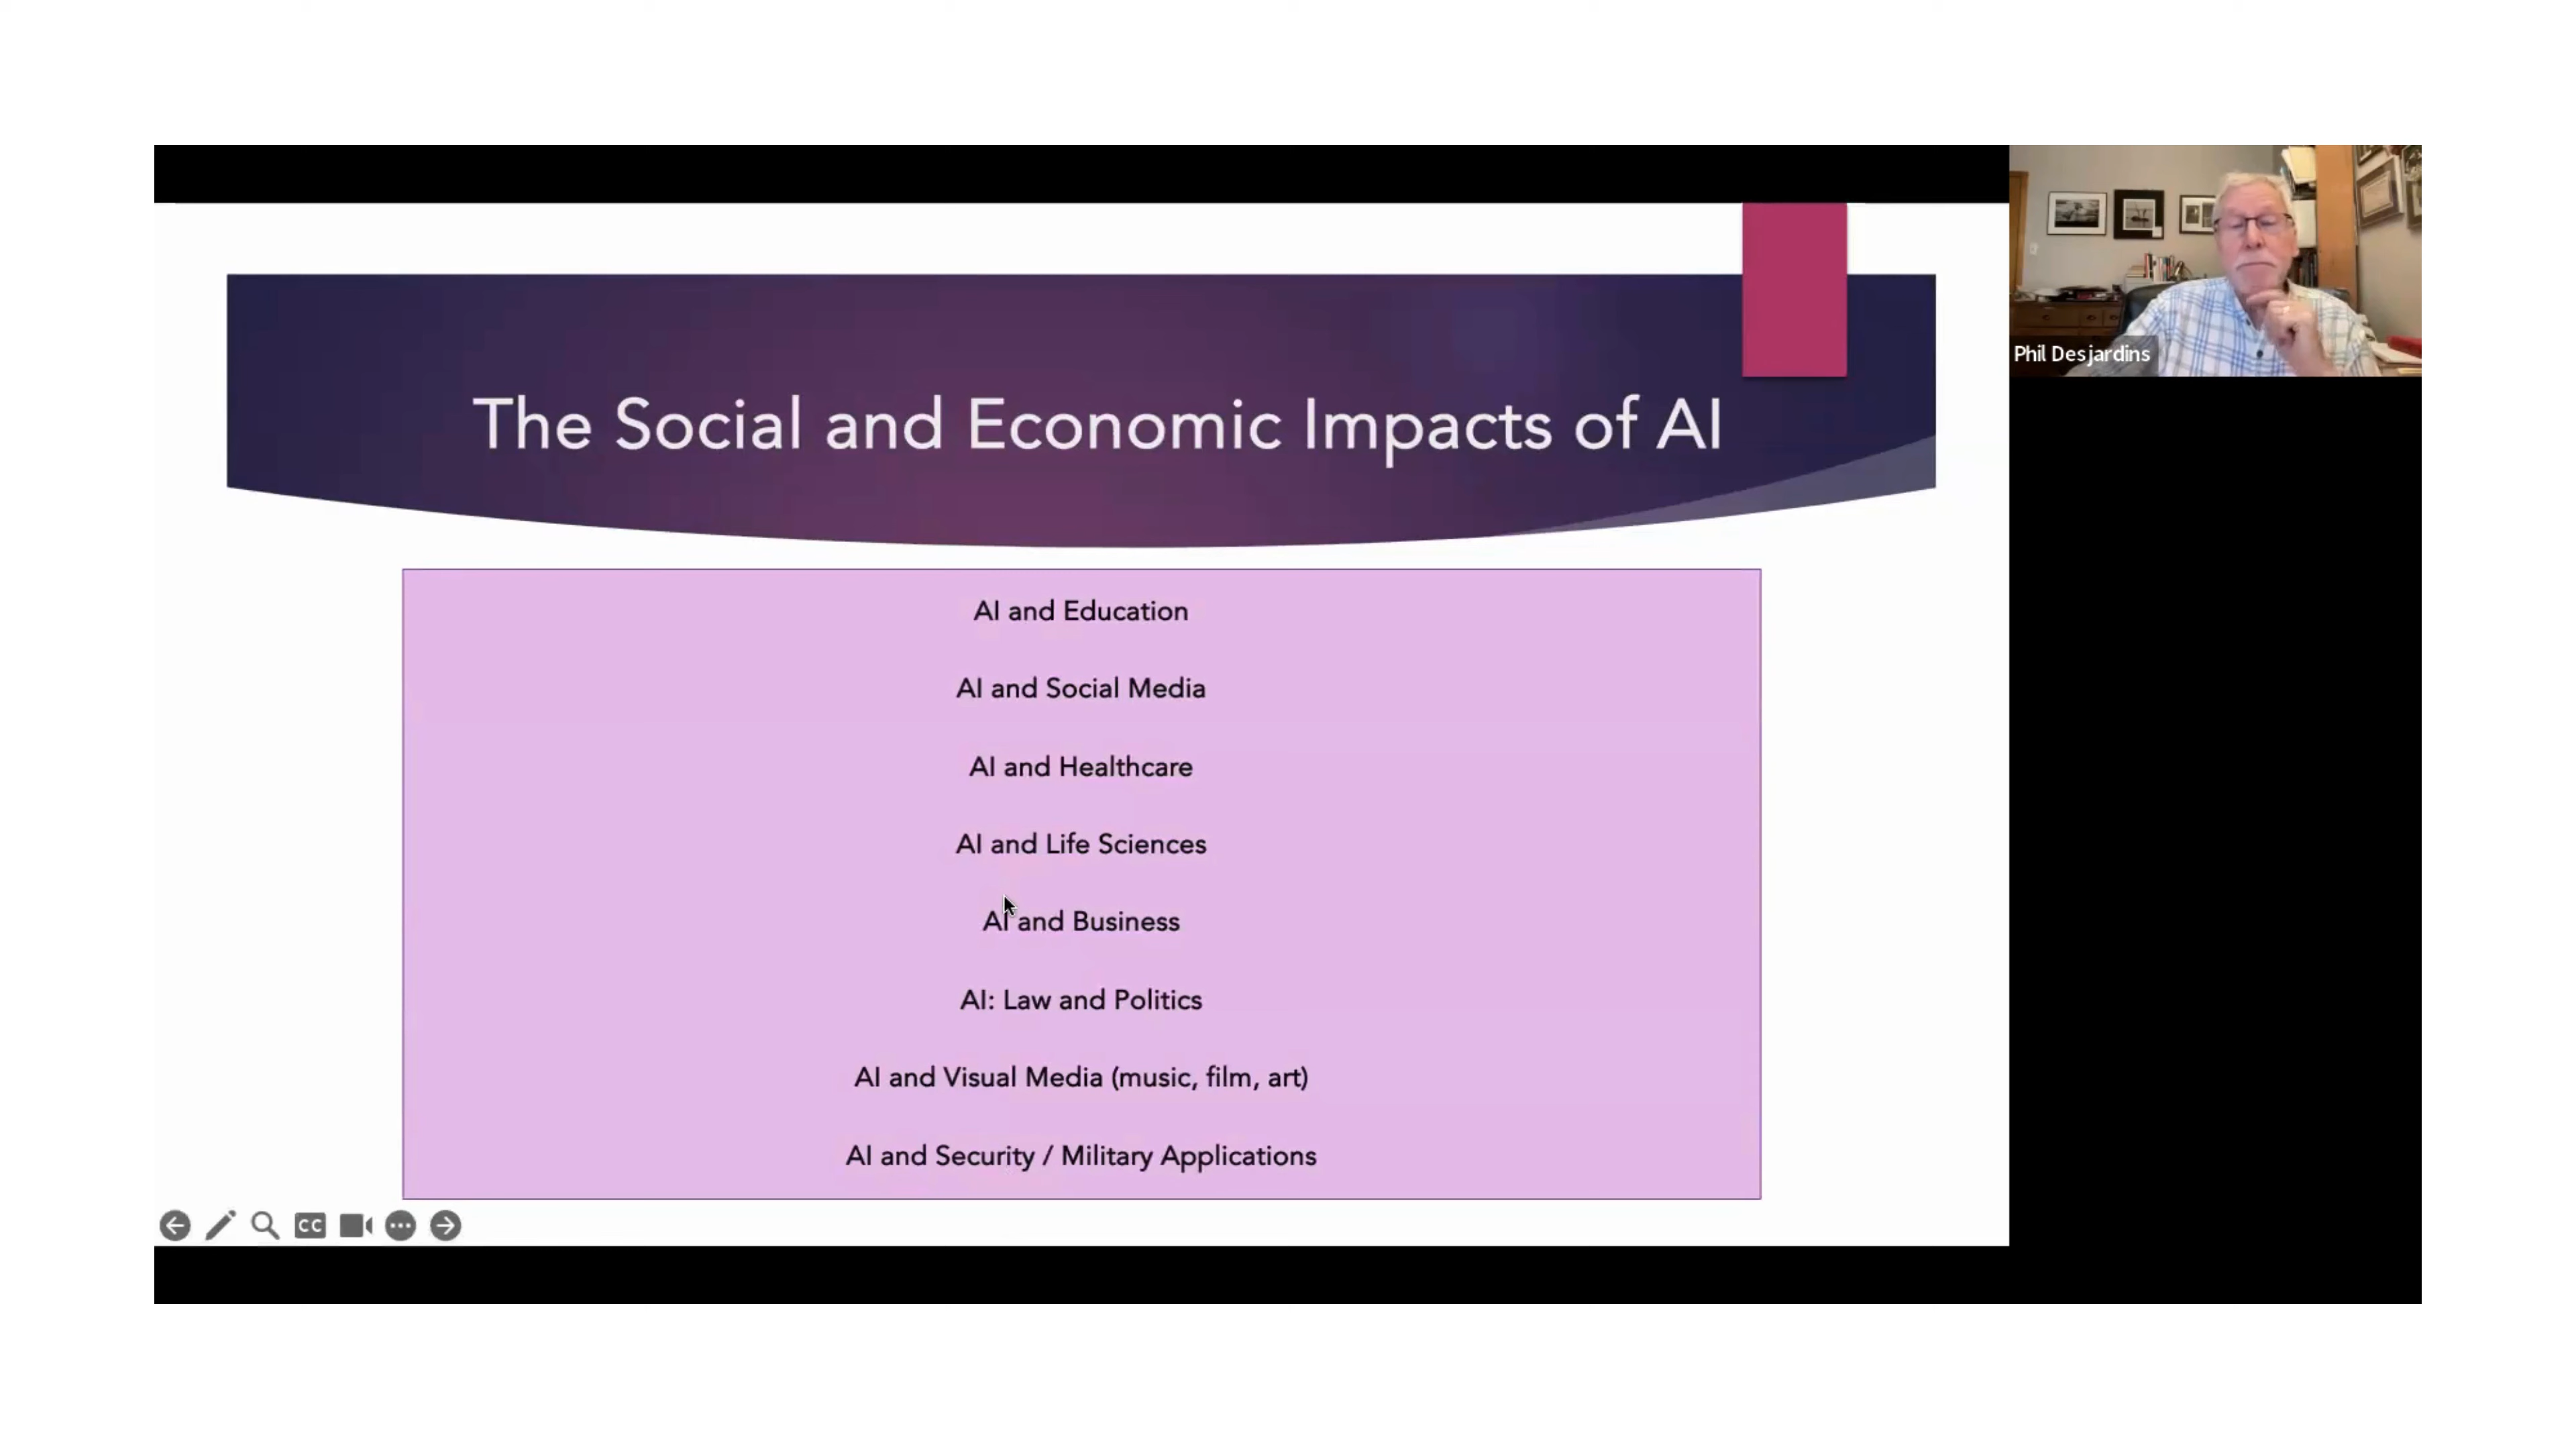 The Social and Economic Impacts of AI
AI and Education
AI and Social Media
AI and Healthcare
AI and Life Sciences
AI and Business
AI: Law and Politics
AI and Visual Media (music, film, art)
AI and Security / Military Applications
CC
Phil Desjardins